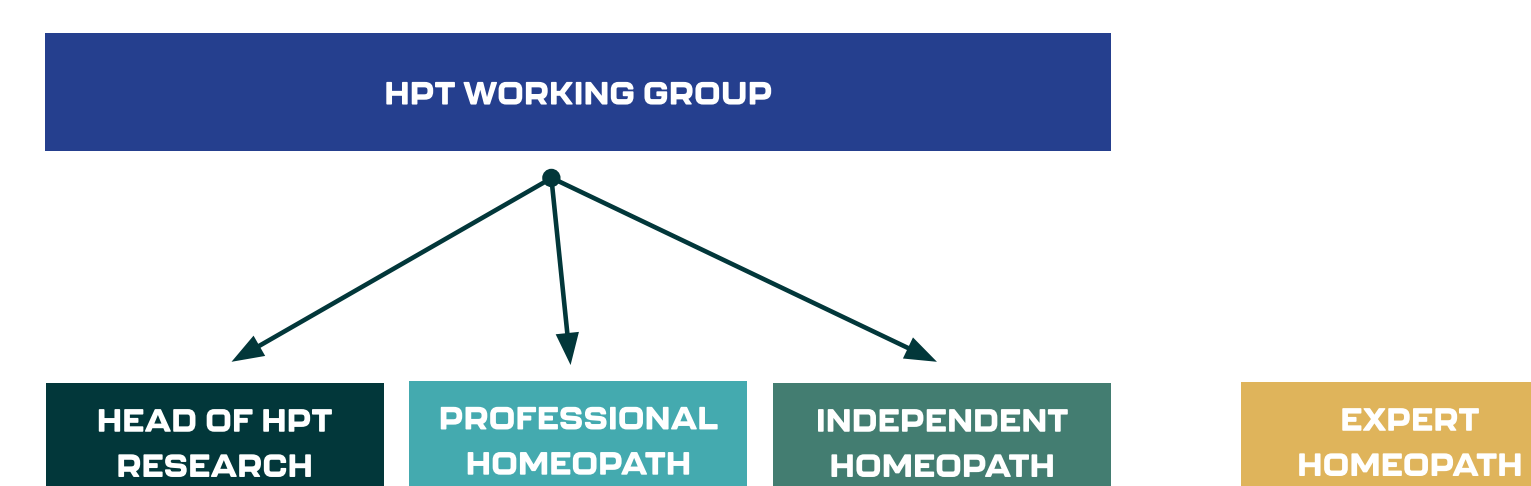 HPT WORKING GROUP
HEAD OF HPT
RESEARCH
PROFESSIONAL
HOMEOPATH
INDEPENDENT
HOMEOPATH
EXPERT
HOMEOPATH